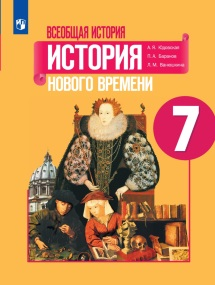 ВСЕОБЩАЯ ИСТОРИЯ
ИСТОРИЯ
НОВОГО ВРЕМЕНИ
А. Я. Юдовская
П. А. Баранов
Л. М. Ванюшкина
7